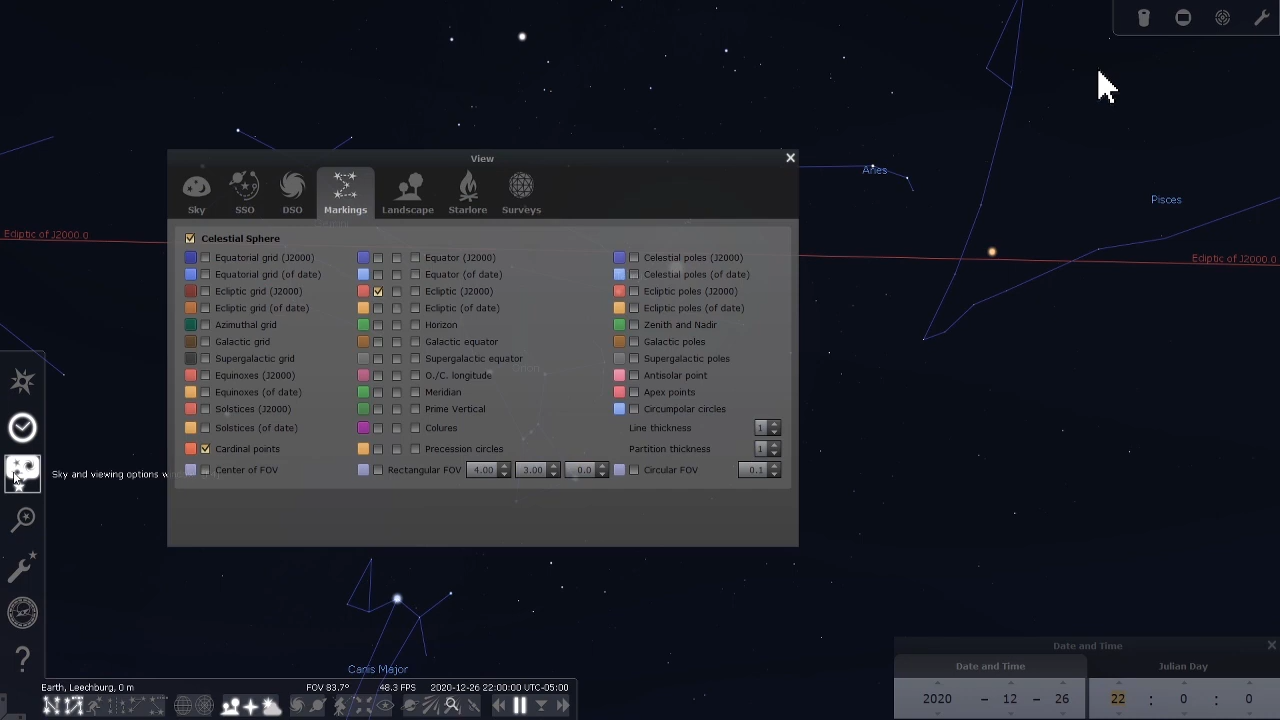 View
Aries
Pisces
Sky SSO DSO Markings Landscape Starlore Surveys
Ecliptic of J2000.0
Celestial Sphere
Ecliptic of J2000.0
Equatorial grid (J2000) Equator (J2000) Celestial poles (J2000)
Equatorial grid (of date) Equator (of date) Celestial poles (of date)
Ecliptic grid (J2000) Ecliptic (J2000) Ecliptic poles (J2000)
Ecliptic grid (of date) Ecliptic (of date) Ecliptic poles (of date)
Azimuthal grid Horizon Zenith and Nadir
Galactic grid Galactic equator Galactic poles
Supergalactic grid Supergalactic equator Supergalactic poles
Equinoxes (J2000) O./C. longitude Antisolar point
Equinoxes (of date) Meridian Apex points
Solstices (J2000) Prime Vertical Circumpolar circles
Solstices (of date) Colures Line thickness 1
Cardinal points Precession circles Partition thickness 1
Center of FOV Rectangular FOV 4.00 3.00 0.0 Circular FOV 0.1
Sky and viewing options
Canis Major
Date and Time
Date and Time Julian Day
Earth, Leechburg, 0 m FOV 83.7° 48.3 FPS 2020-12-26 22:00:00 UTC-05:00
2020 - 12 - 26 22 : 0 : 0